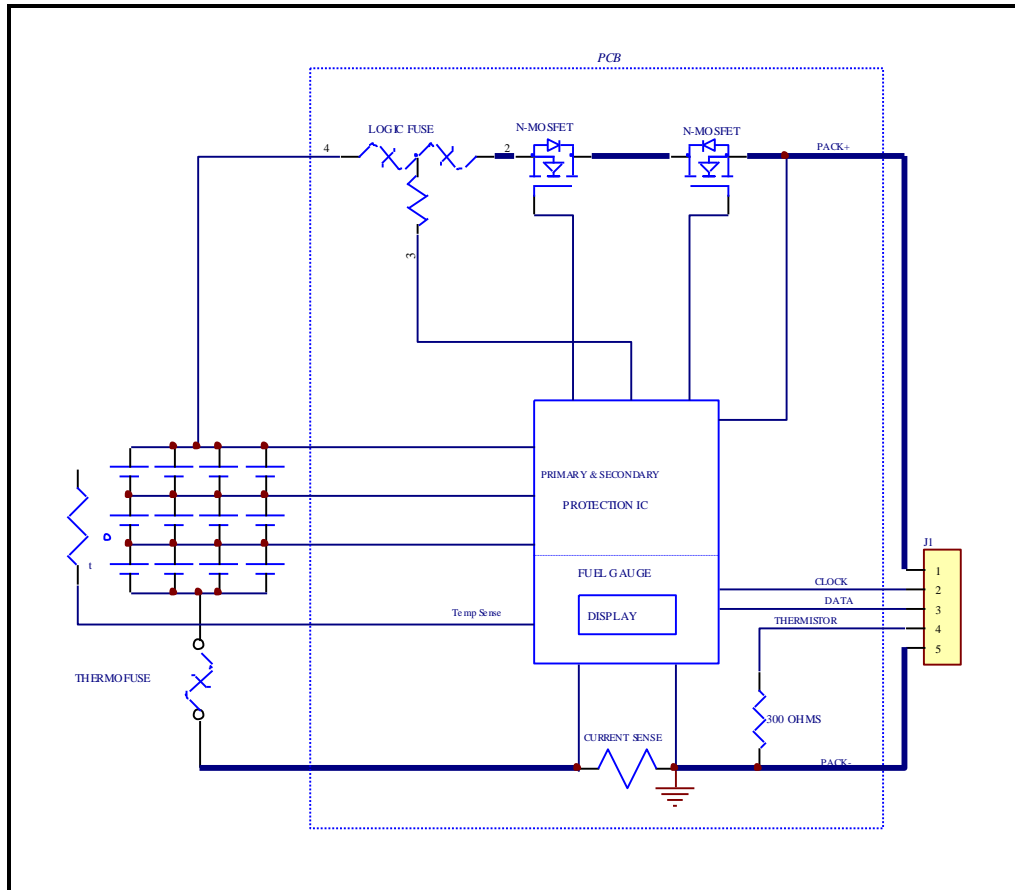 PCB
LOGIC FUSE
N-MOSFET
N-MOSFET
4
2
PACK+
3
PRIMARY & SECONDARY
PROTECTION IC
J1
t
FUEL GAUGE
1
CLOCK
2
DATA
3
Temp Sense
DISPLAY
THERMISTOR
4
5
THERMOFUSE
300 OHMS
CURRENT SENSE
PACK-